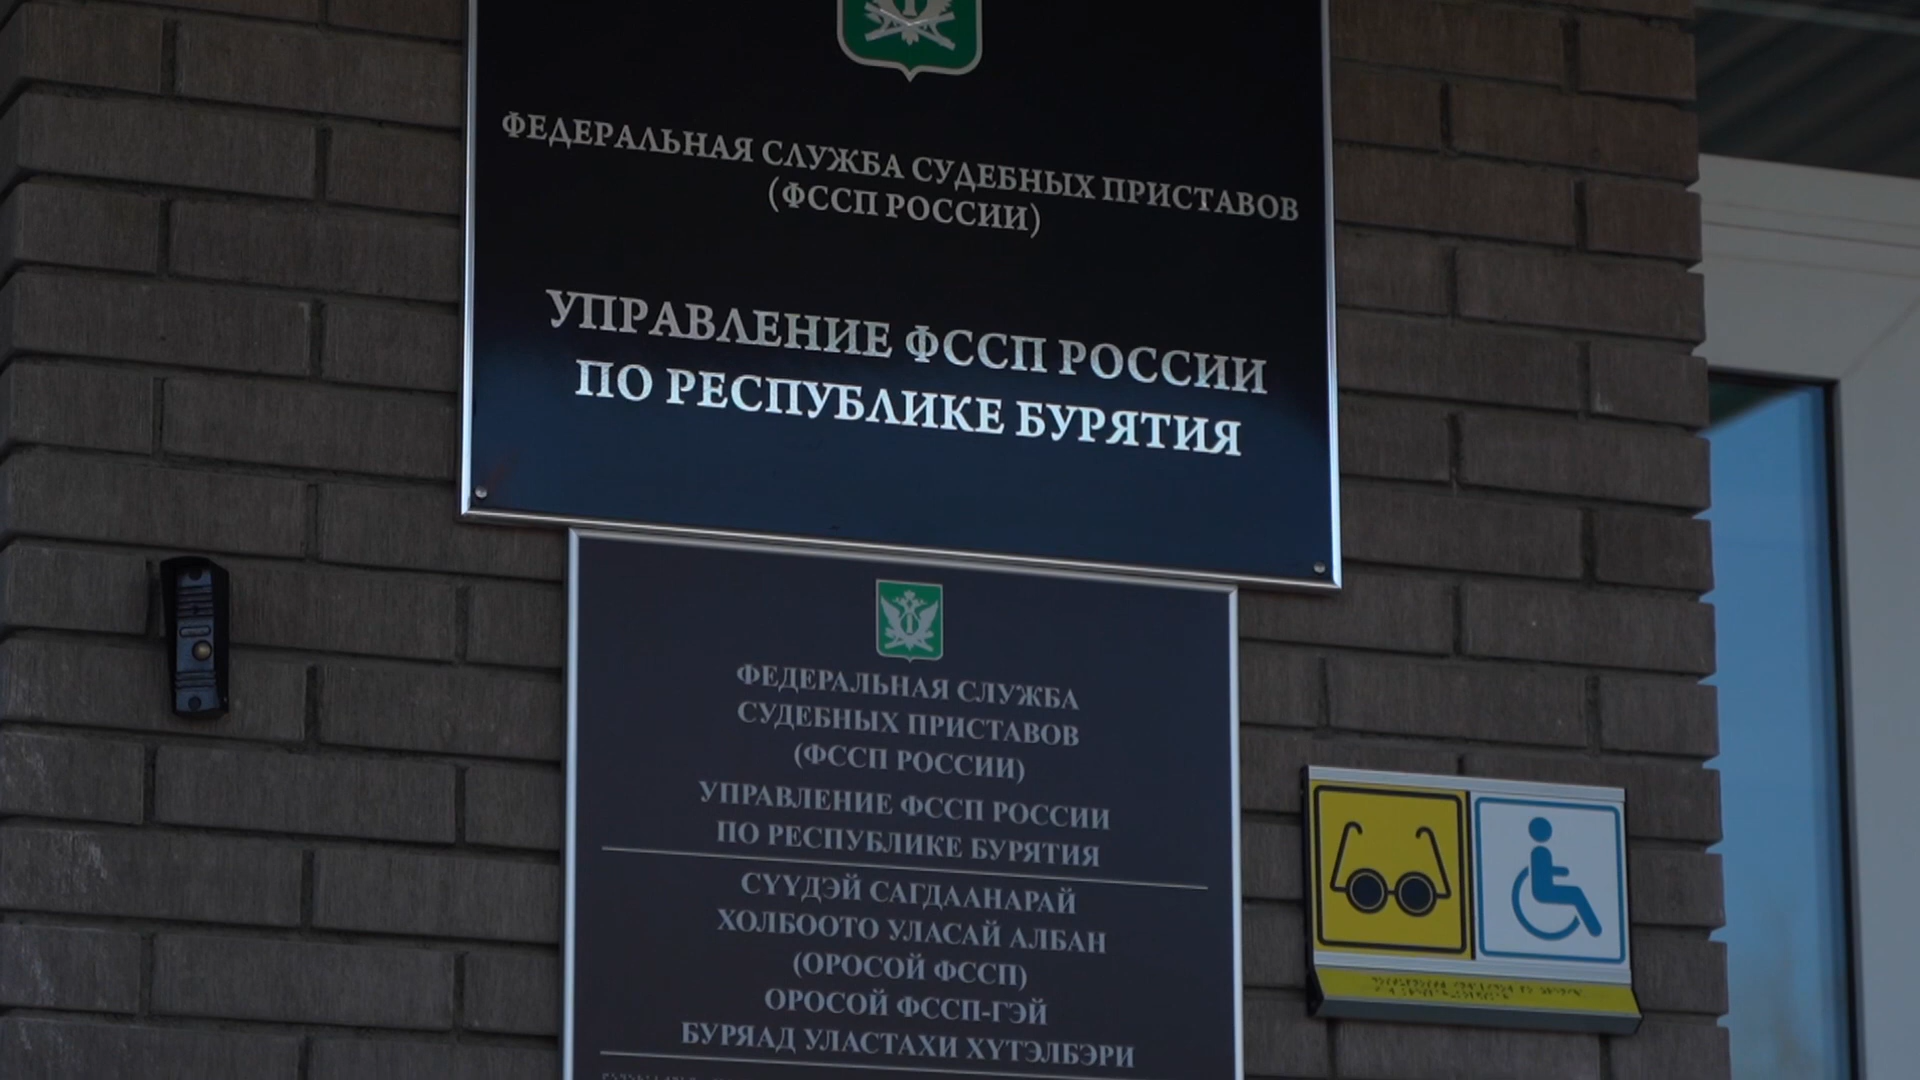 ФЕДЕРАЛЬНАЯ СЛУЖБА СУДЕБНЫХ ПРИСТАВОВ
(ФССП РОССИИ)
УПРАВЛЕНИЕ ФССП РОССИИ
ПО РЕСПУБЛИКЕ БУРЯТИЯ
ФЕДЕРАЛЬНАЯ СЛУЖБА
СУДЕБНЫХ ПРИСТАВОВ
(ФССП РОССИИ)
УПРАВЛЕНИЕ ФССП РОССИИ
ПО РЕСПУБЛИКЕ БУРЯТИЯ
СҮҮДЭЙ САГДААНАРАЙ
ХОЛБООТО УЛАСАЙ АЛБАН
(ОРОСОЙ ФССП)
ОРОСОЙ ФССП-ГЭЙ
БУРЯАД УЛАСТАХИ ХҮТЭЛБЭРИ